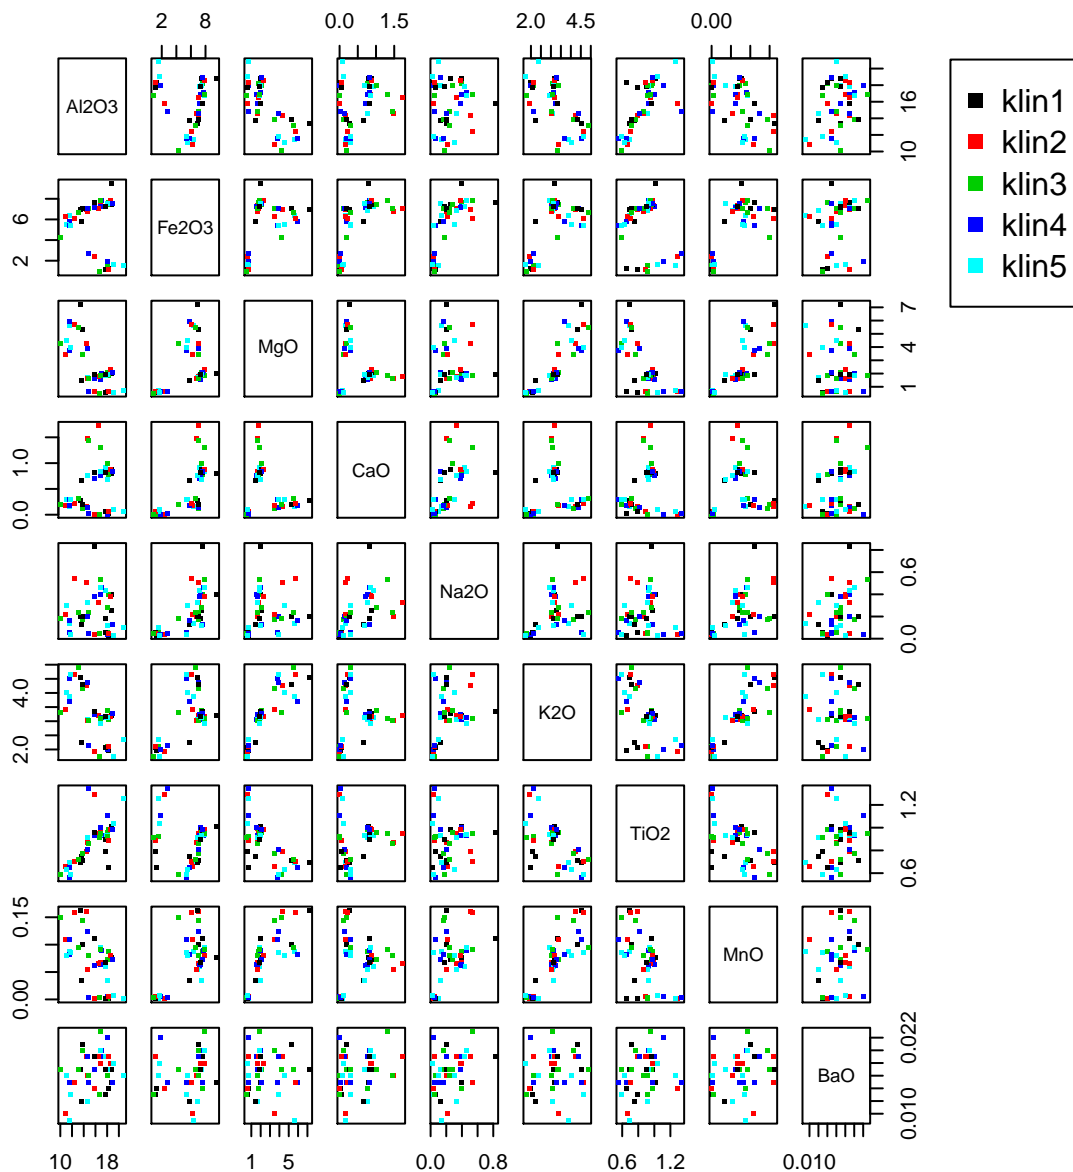 2 8 0.0 1.5 2.0 4.5 0.00
Al2O3 10 16 klin1
klin2
klin3
klin4
klin5
2 6 Fe2O3
MgO 1 4 7
0.0 1.0 CaO
Na2O 0.0 0.6
2.0 4.0 K2O
TiO2 0.6 1.2
0.00 0.15 MnO
BaO 0.010 0.022
10 18 1 5 0.0 0.8 0.6 1.2 0.010